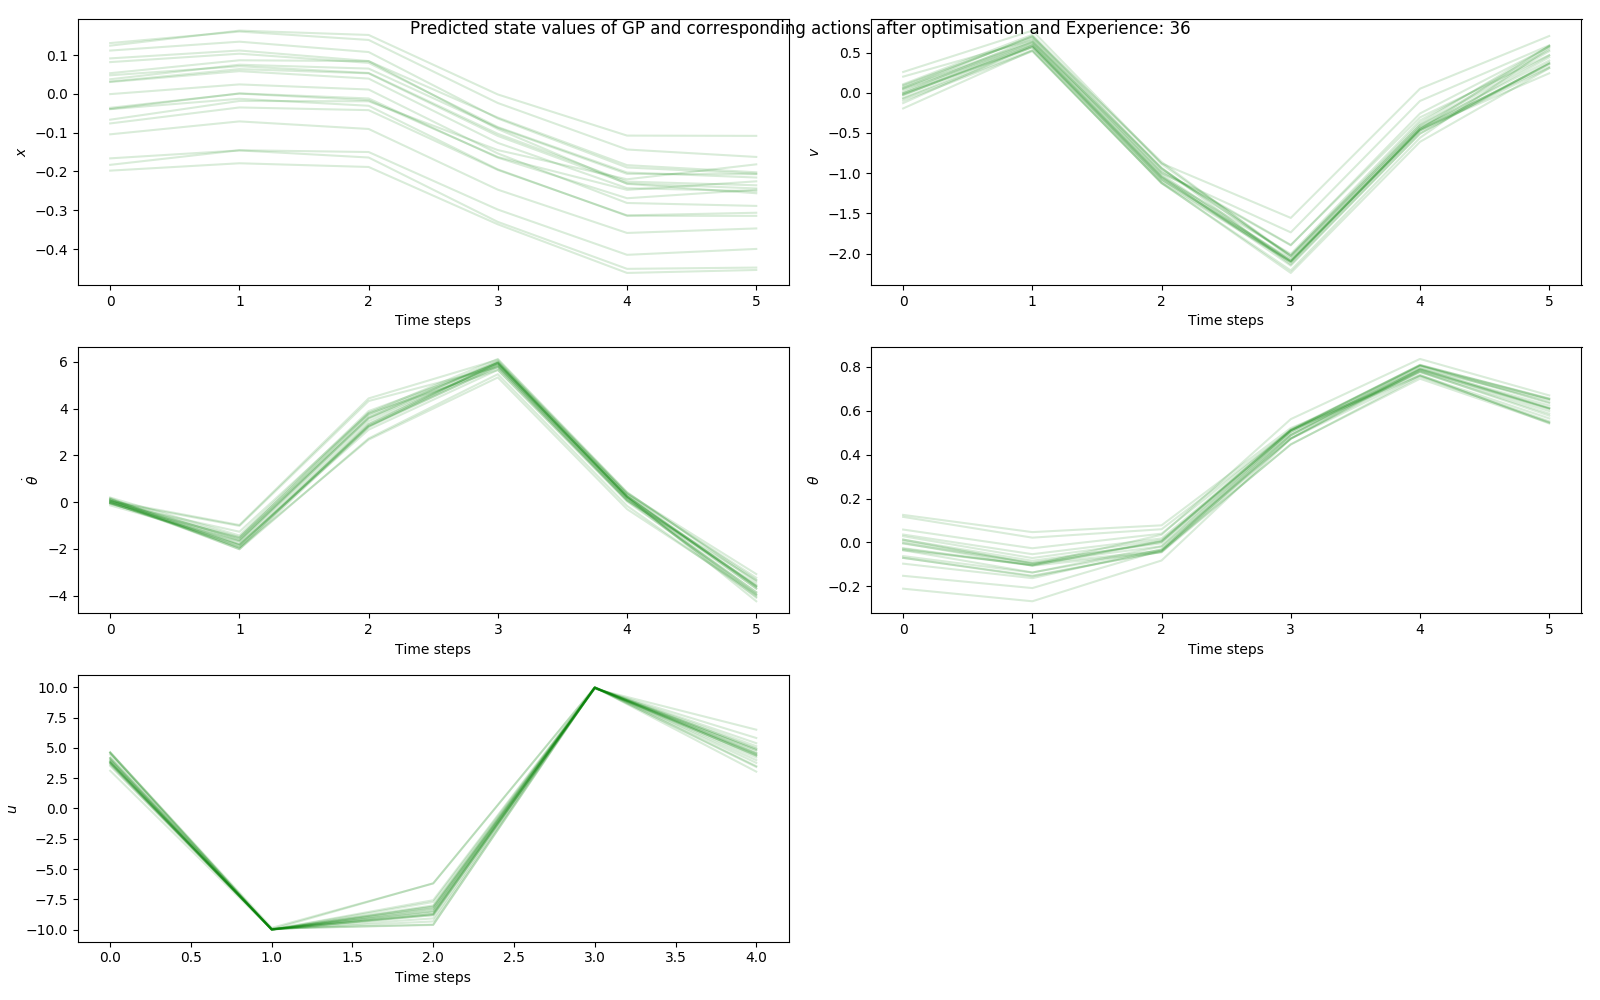 Predicted state values of GP and corresponding actions after optimisation and Experience: 36
0.1
0.0
−0.1
−0.2
−0.3
−0.4
x
0 1 2 3 4 5
Time steps
0.5
0.0
−0.5
−1.0
−1.5
−2.0
v
0 1 2 3 4 5
Time steps
6
4
2
0
−2
−4
θ̇
0 1 2 3 4 5
Time steps
0.8
0.6
0.4
0.2
0.0
−0.2
θ
0 1 2 3 4 5
Time steps
10.0
7.5
5.0
2.5
0.0
−2.5
−5.0
−7.5
−10.0
u
0.0 0.5 1.0 1.5 2.0 2.5 3.0 3.5 4.0
Time steps